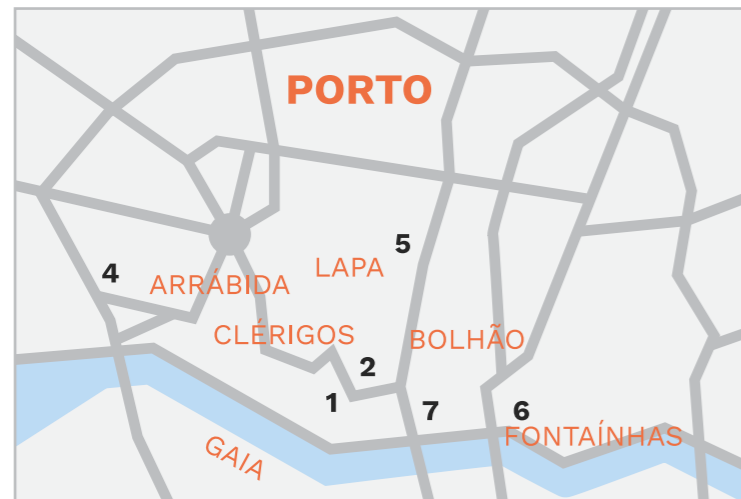 PORTO
5
LAPA
4
ARRÁBIDA
CLÉRIGOS
BOLHÃO
2
1
7
6
FONTAÍNHAS
GAIA